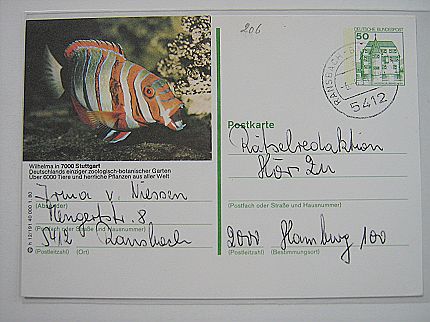 206
DEUTSCHE BUNDESPOST
50
RANSBACH-
5412
Wilhelma in 7000 Stuttgart
Deutschlands einziger zoologisch-botanischer Garten
Über 6000 Tiere und herrliche Pflanzen aus aller Welt
Irma v. Niessen
(Absender)
Hengertstr. 8
(Postfach oder Straße und Hausnummer)
5412 Ransbach
(Postleitzahl) (Ort)
Postkarte
Rätselredaktion
Hör Zu
(Postfach oder Straße und Hausnummer)
2000 Hamburg 100
(Postleitzahl) (Bestimmungsort)